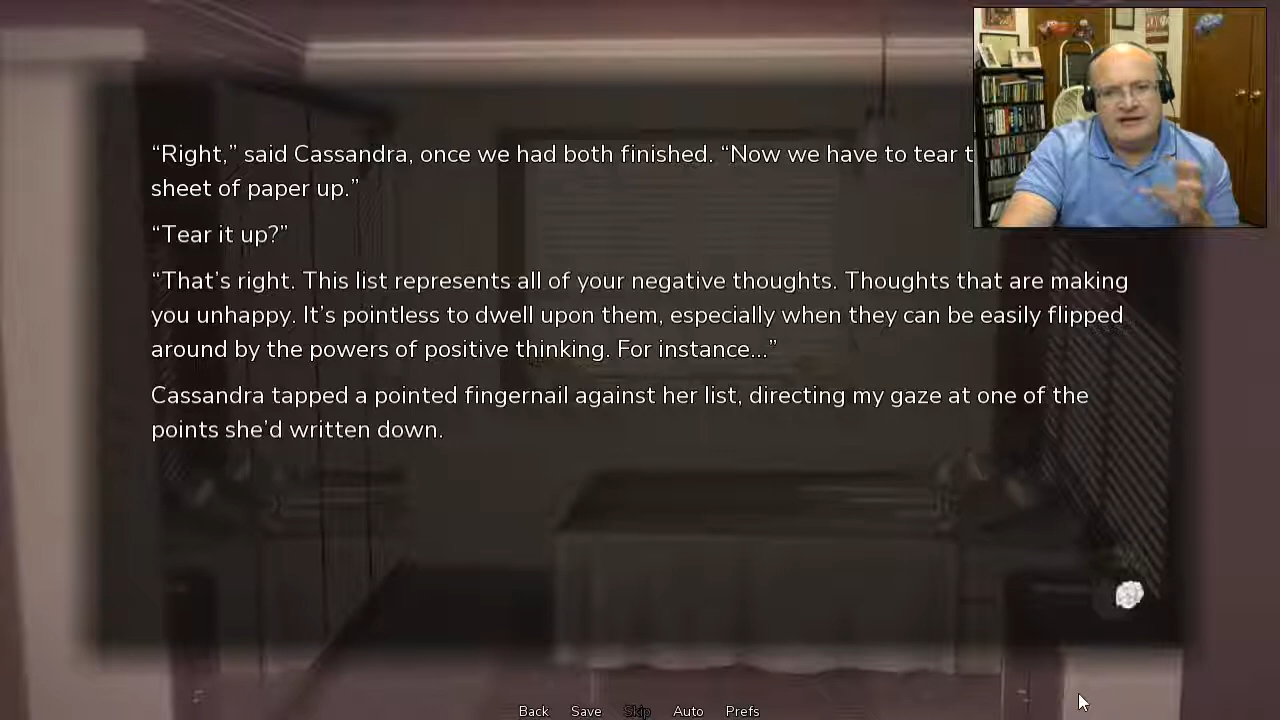 “Right,” said Cassandra, once we had both finished. “Now we have to tear
sheet of paper up.”
“Tear it up?”
“That’s right. This list represents all of your negative thoughts. Thoughts that are making
you unhappy. It’s pointless to dwell upon them, especially when they can be easily flipped
around by the powers of positive thinking. For instance...”
Cassandra tapped a pointed fingernail against her list, directing my gaze at one of the
points she’d written down.
Back Save Skip Auto Prefs